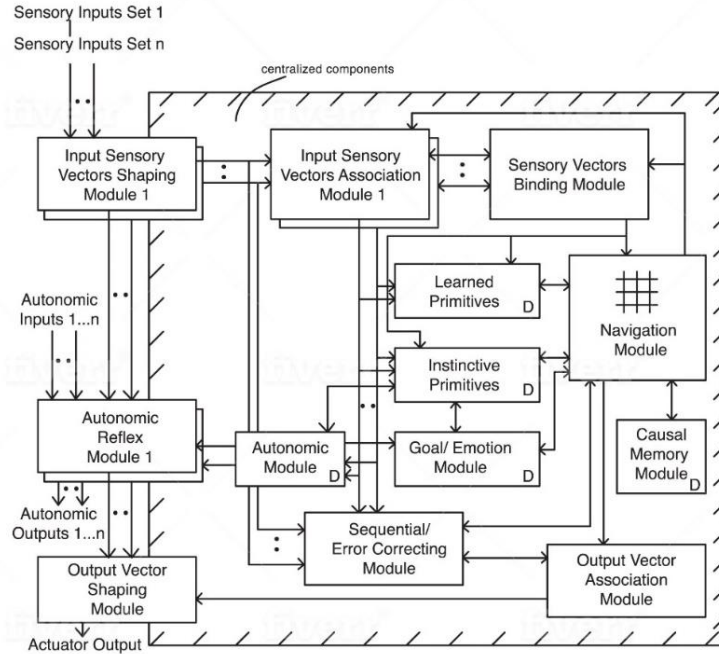 Sensory Inputs Set 1
Sensory Inputs Set n
centralized components
Input Sensory
Vectors Shaping
Module 1
Input Sensory
Vectors Association
Module 1
Sensory Vectors
Binding Module
Learned
Primitives
D
Navigation
Module
Autonomic
Inputs 1...n
Instinctive
Primitives
D
Autonomic
Reflex
Module 1
Autonomic
Module
D
Goal/ Emotion
Module
D
Causal
Memory
Module
D
Autonomic
Outputs 1...n
Sequential/
Error Correcting
Module
Output Vector
Shaping
Module
Output Vector
Association
Module
Actuator Output